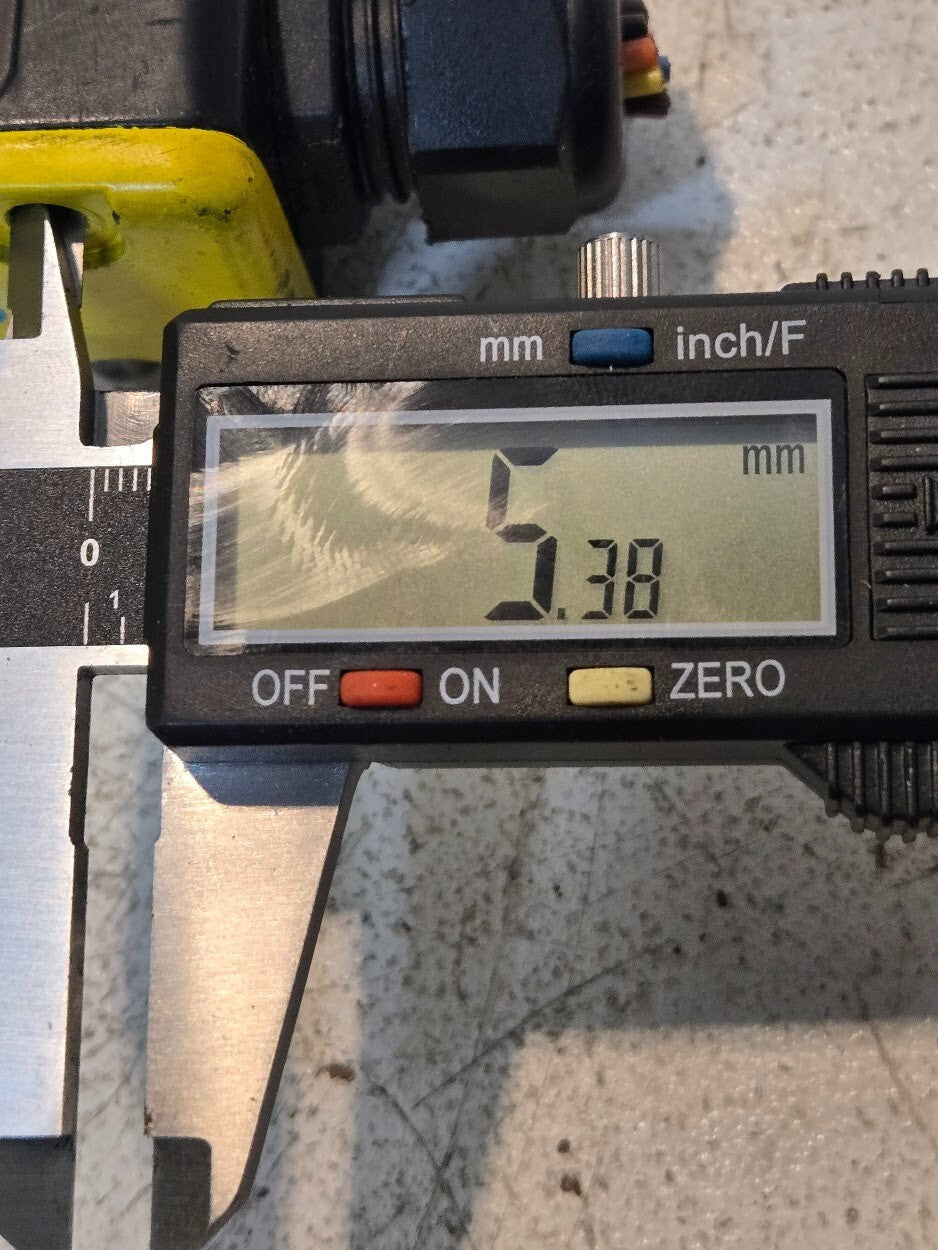 mm inch/F
mm
5.38
0
1
OFF ON ZERO